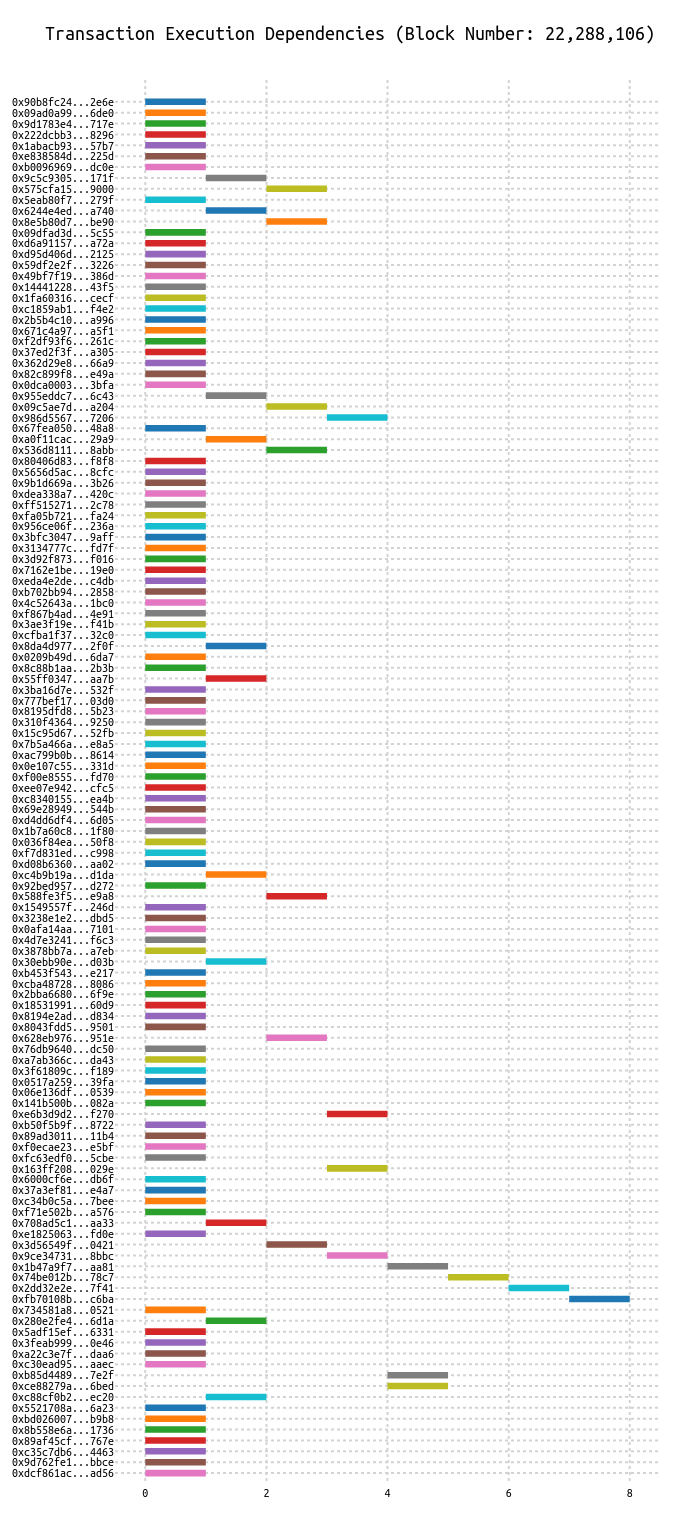 Transaction Execution Dependencies (Block Number: 22,288,106)
0x90b8fc24...2e6e
0x09ad0a99...6de0
0x9d1783e4...717e
0x222dcbb3...8296
0x1abacb93...57b7
0xe838584d...225d
0xb0096969...dc0e
0x9c5c9305...171f
0x575cfa15...9000
0x5eab80f7...279f
0x6244e4ed...a740
0x8e5b80d7...be90
0x09dfad3d...5c55
0xd6a91157...a72a
0xd95d406d...2125
0x59df2e2f...3226
0x49bf7f19...386d
0x14441228...43f5
0x1fa60316...cecf
0xc1859ab1...f4e2
0x2b5b4c10...a996
0x671c4a97...a5f1
0xf2df93f6...261c
0x37ed2f3f...a305
0x362d29e8...66a9
0x82c899f8...e49a
0x0dca0003...3bfa
0x955eddc7...6c43
0x09c5ae7d...a204
0x986d5567...7206
0x67fea050...48a8
0xa0f11cac...29a9
0x536d8111...8abb
0x80406d83...f8f8
0x5656d5ac...8cfc
0x9b1d669a...3b26
0xdea338a7...420c
0xff515271...2c78
0xfa05b721...fa24
0x956ce06f...236a
0x3bfc3047...9aff
0x3134777c...fd7f
0x3d92f873...f016
0x7162e1be...19e0
0xeda4e2de...c4db
0xb702bb94...2858
0x4c52643a...1bc0
0xf867b4ad...4e91
0x3ae3f19e...f41b
0xcfba1f37...32c0
0x8da4d977...2f0f
0x0209b49d...6da7
0x8c88b1aa...2b3b
0x55ff0347...aa7b
0x3ba16d7e...532f
0x777bef17...03d0
0x8195dfd8...5b23
0x310f4364...9250
0x15c95d67...52fb
0x7b5a466a...e8a5
0xac799b0b...8614
0x0e107c55...331d
0xf00e8555...fd70
0xee07e942...cfc5
0xc8340155...ea4b
0x69e28949...544b
0xd4dd6df4...6d05
0x1b7a60c8...1f80
0x036f84ea...50f8
0xf7d831ed...c998
0xd08b6360...aa02
0xc4b9b19a...d1da
0x92bed957...d272
0x588fe3f5...e9a8
0x1549557f...246d
0x3238e1e2...dbd5
0x0afa14aa...7101
0x4d7e3241...f6c3
0x3878bb7a...a7eb
0x30ebb90e...d03b
0xb453f543...e217
0xcba48728...8086
0x2bba6680...6f9e
0x18531991...60d9
0x8194e2ad...d834
0x8043fdd5...9501
0x628eb976...951e
0x76db9640...dc50
0xa7ab366c...da43
0x3f61809c...f189
0x0517a259...39fa
0x06e136df...0539
0x141b500b...082a
0xe6b3d9d2...f270
0xb50f5b9f...8722
0x89ad3011...11b4
0xf0ecae23...e5bf
0xfc63edf0...5cbe
0x163ff208...029e
0x6000cf6e...db6f
0x37a3ef81...e4a7
0xc34b0c5a...7bee
0xf71e502b...a576
0x708ad5c1...aa33
0xe1825063...fd0e
0x3d56549f...0421
0x9ce34731...8bbc
0x1b47a9f7...aa81
0x74be012b...78c7
0x2dd32e2e...7f41
0xfb70108b...c6ba
0x734581a8...0521
0x280e2fe4...6d1a
0x5adf15ef...6331
0x3feab999...0e46
0xa22c3e7f...daa6
0xc30ead95...aaec
0xb85d4489...7e2f
0xce88279a...6bed
0xc88cf0b2...ec20
0x5521708a...6a23
0xbd026007...b9b8
0x8b558e6a...1736
0x89af45cf...767e
0xc35c7db6...4463
0x9d762fe1...bbce
0xdcf861ac...ad56
0 2 4 6 8